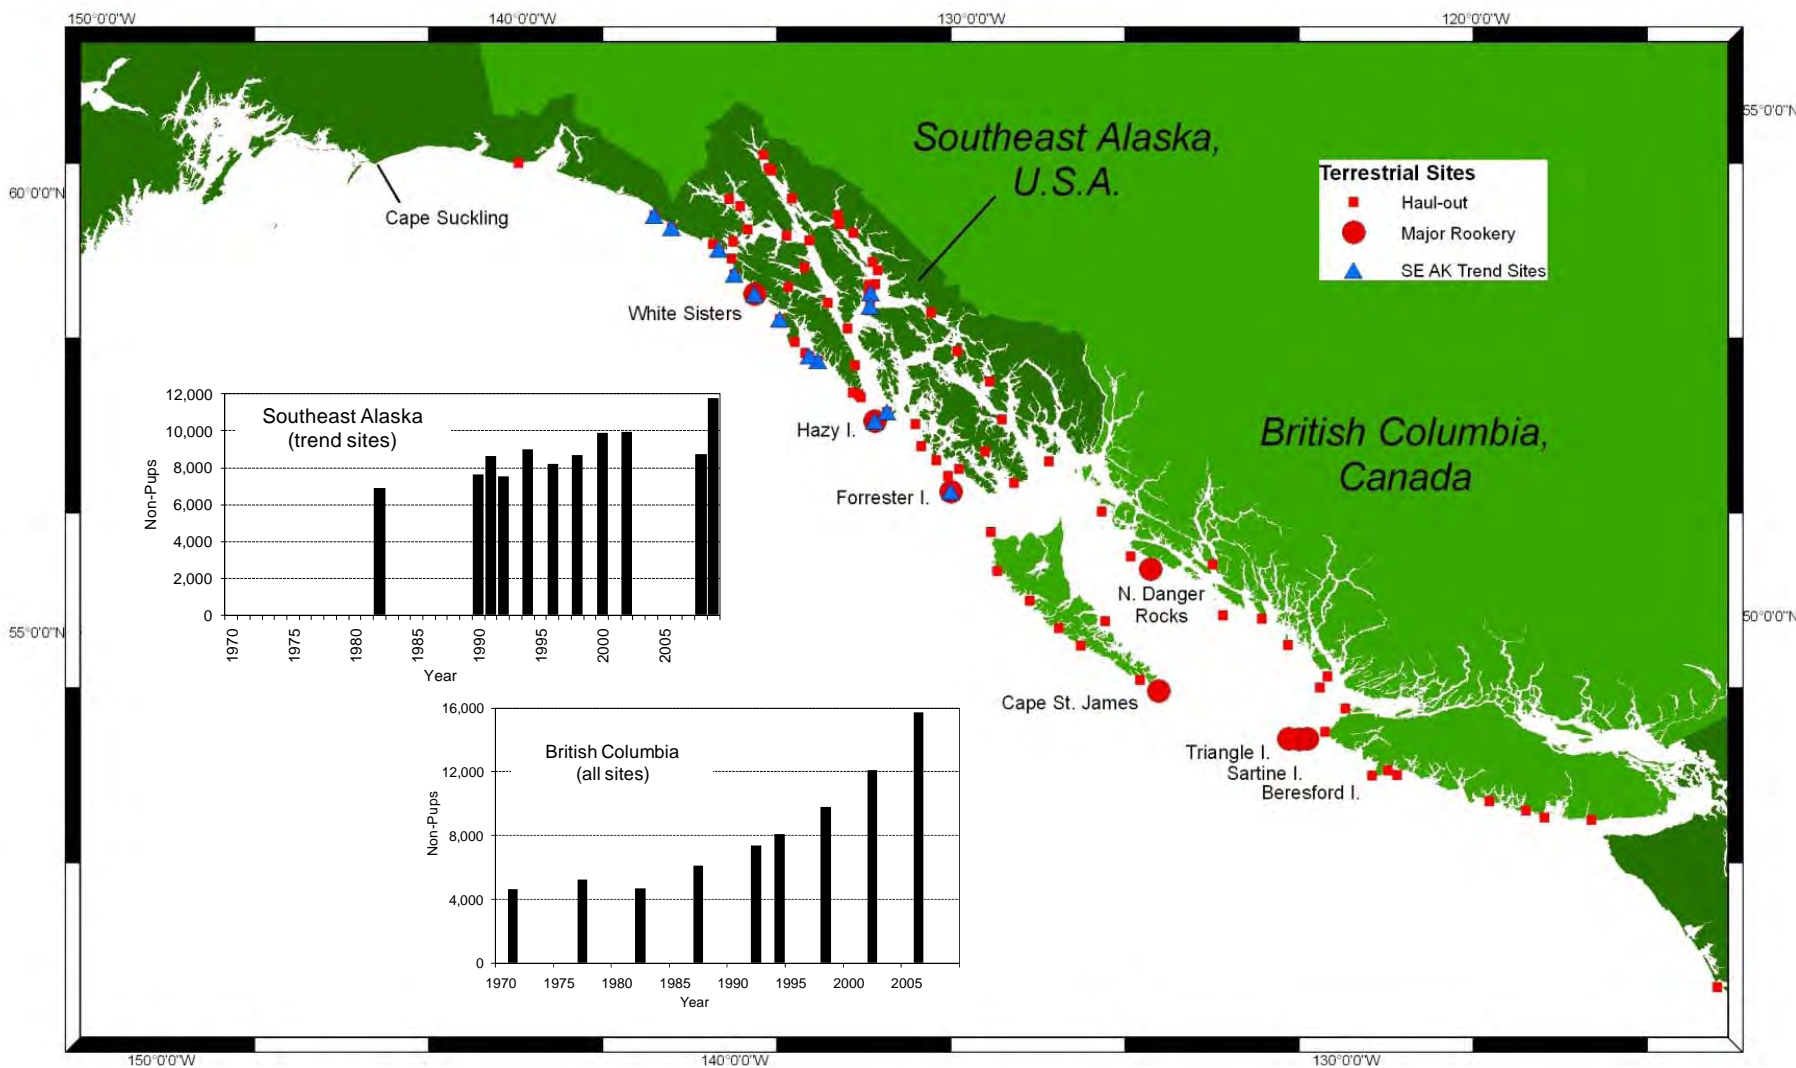 150°0'0"W
140°0'0"W
130°0'0"W
120°0'0"W
55°0'0"N
60°0'0"N
Southeast Alaska,
U.S.A.
Terrestrial Sites
Haul-out
Major Rookery
SE AK Trend Sites
Cape Suckling
White Sisters
Hazy I.
Forrester I.
British Columbia,
Canada
N. Danger
Rocks
Cape St. James
Triangle I.
Sartine I.
Beresford I.
55°0'0"N
50°0'0"N
Southeast Alaska
(trend sites)
Non-Pups
12,000
10,000
8,000
6,000
4,000
2,000
0
1970
1975
1980
1985
1990
1995
2000
2005
Year
British Columbia
(all sites)
Non-Pups
16,000
12,000
8,000
4,000
0
1970
1975
1980
1985
1990
1995
2000
2005
Year
150°0'0"W
140°0'0"W
130°0'0"W